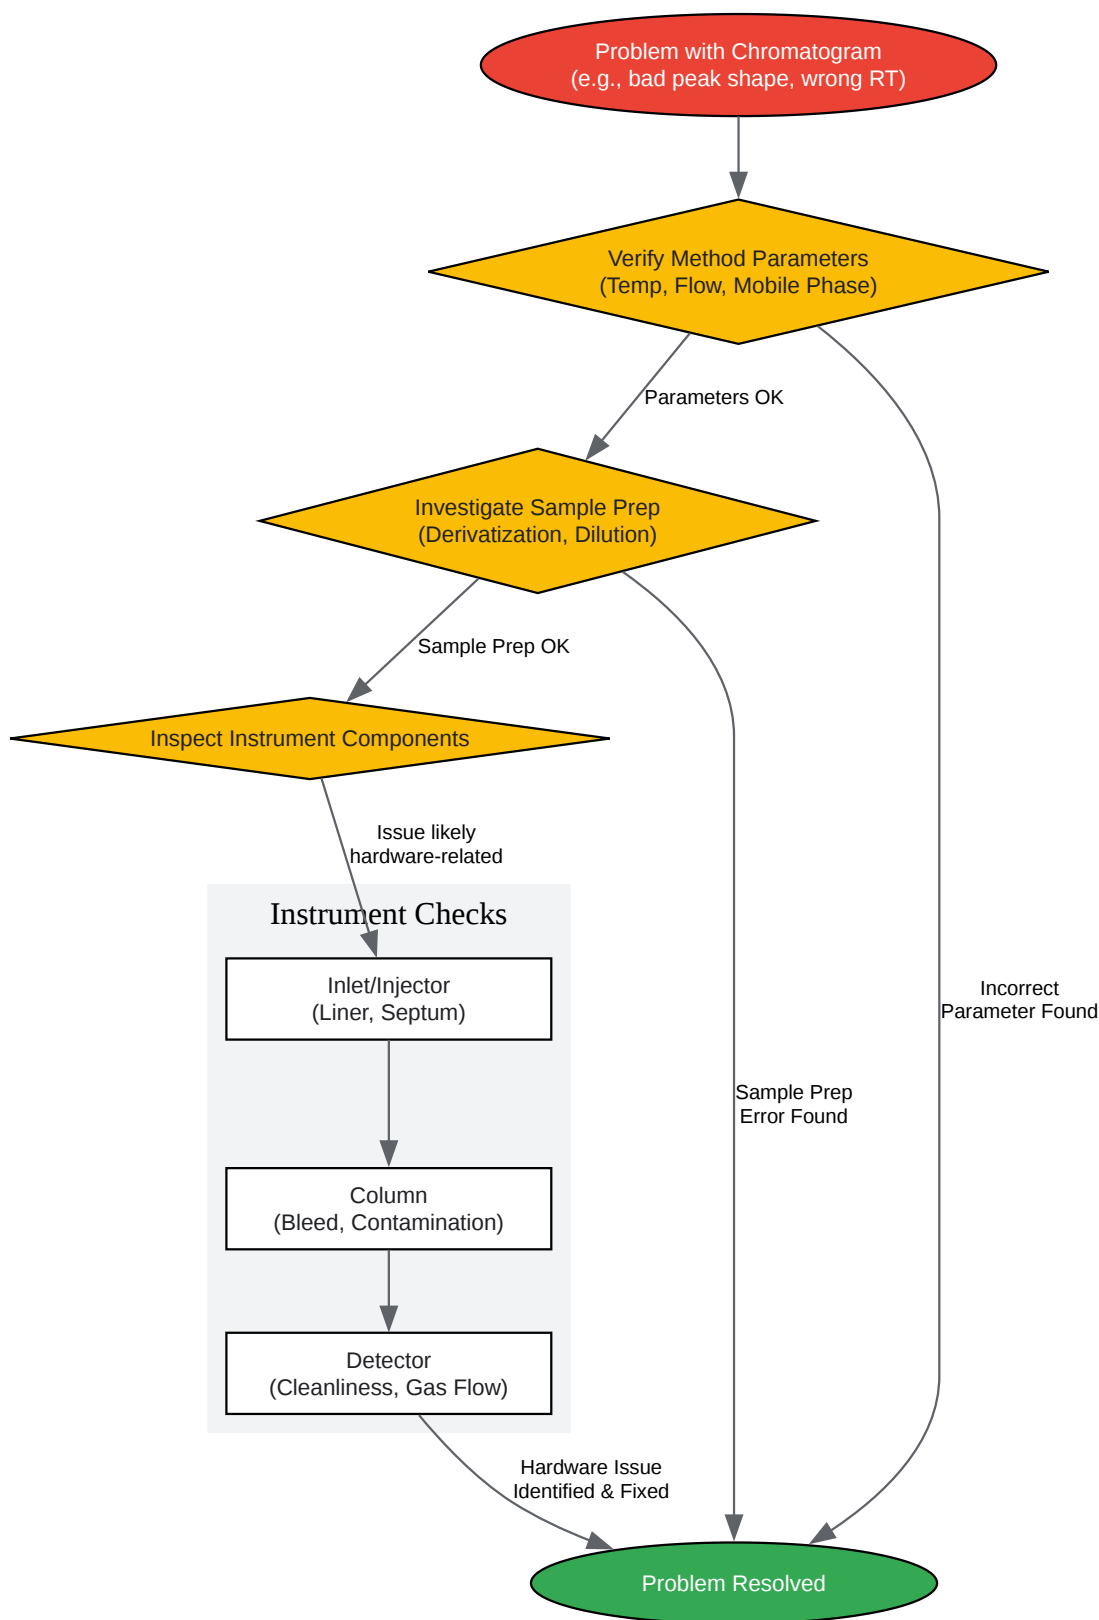 Problem with Chromatogram
(e.g., bad peak shape, wrong RT)
Verify Method Parameters
(Temp, Flow, Mobile Phase)
Parameters OK
Investigate Sample Prep
(Derivatization, Dilution)
Sample Prep OK
Inspect Instrument Components
Issue likely
hardware-related
Instrument Checks
Inlet/Injector
(Liner, Septum)
Incorrect
Parameter Found
Sample Prep
Error Found
Column
(Bleed, Contamination)
Detector
(Cleanliness, Gas Flow)
Hardware Issue
Identified & Fixed
Problem Resolved